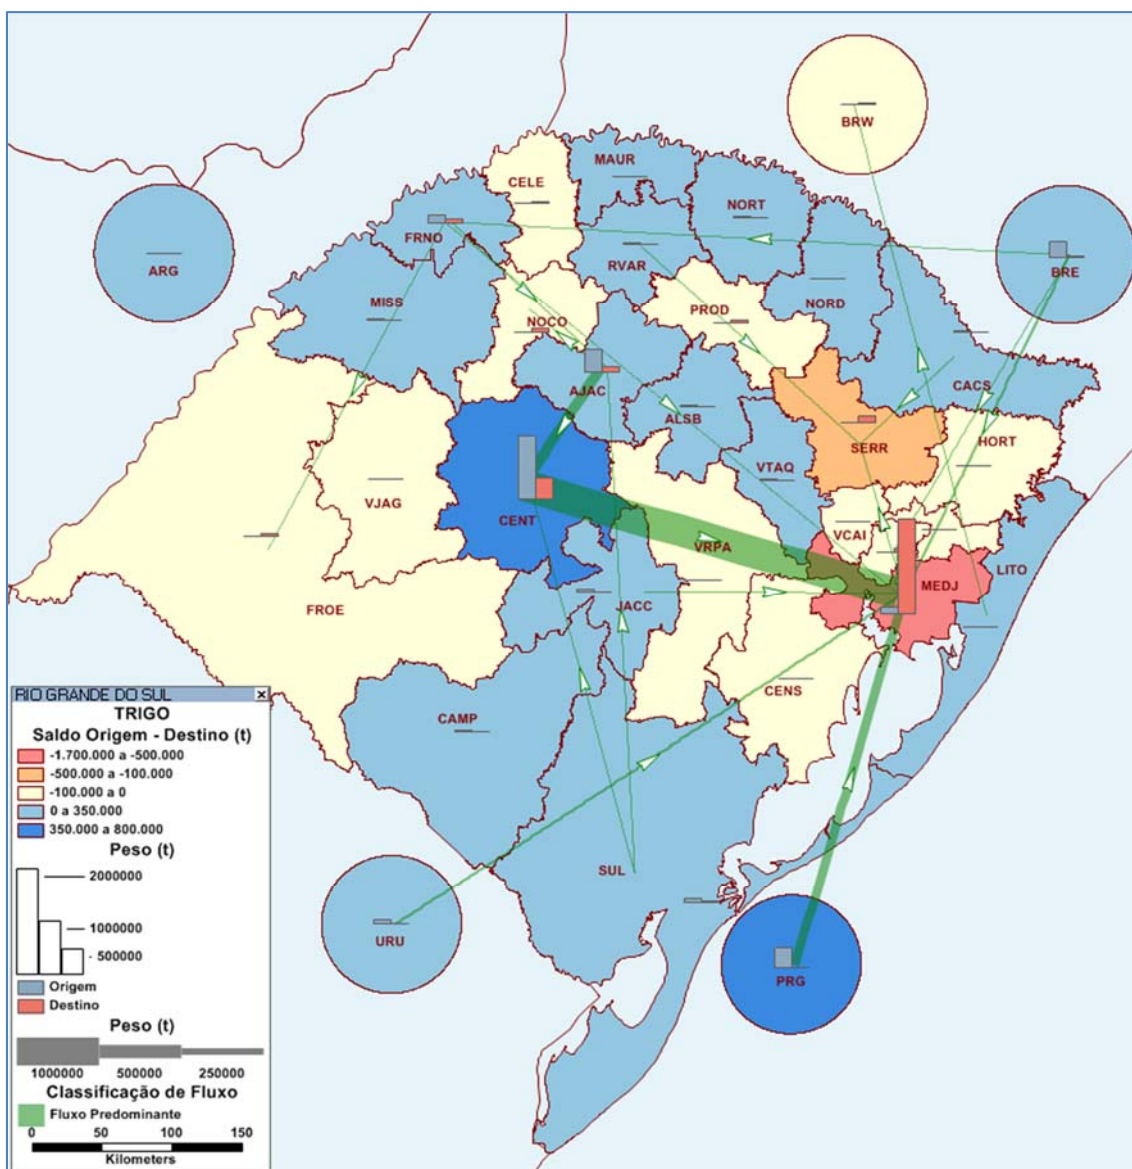 BRW
MAUR
CELE
NORT
FRNO
ARG
RVAR
BRE
MISS
NORD
PROD
NOCO
AJAC
CACS
ALSB
SERR
HORT
VTAQ
VJAG
CENT
VCAI
VRPA
LITO
MEDJ
FROE
JACC
CENS
CAMP
SUL
URU
PRG
RIO GRANDE DO SUL
TRIGO
Saldo Origem - Destino (t)
-1.700.000 a -500.000
-500.000 a -100.000
-100.000 a 0
0 a 350.000
350.000 a 800.000
Peso (t)
2000000
1000000
500000
Origem
Destino
Peso (t)
1000000 500000 250000
Classificação de Fluxo
Fluxo Predominante
0 50 100 150
Kilometers